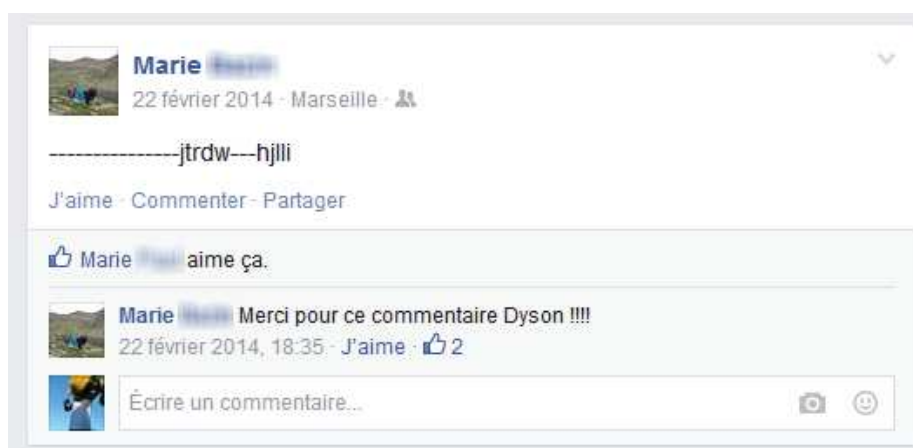 Marie
22 février 2014 · Marseille ·
---------------jtrdw---hjlli
J'aime · Commenter · Partager
Marie aime ça.
Marie Merci pour ce commentaire Dyson !!!!
22 février 2014, 18:35 · J'aime · 2
Écrire un commentaire...